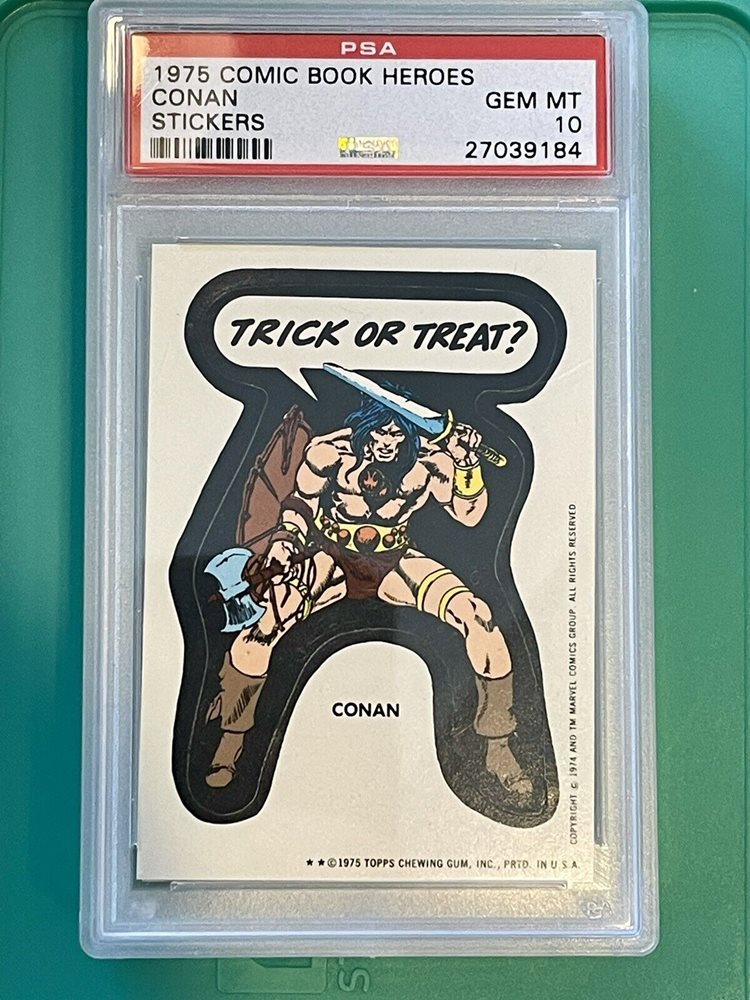 PSA
1975 COMIC BOOK HEROES
CONAN GEM MT
STICKERS 10
27039184
TRICK OR TREAT?
CONAN
COPYRIGHT © 1974 AND TM MARVEL COMICS GROUP ALL RIGHTS RESERVED
★★©1975 TOPPS CHEWING GUM, INC., PRTD. IN U S A
PSA